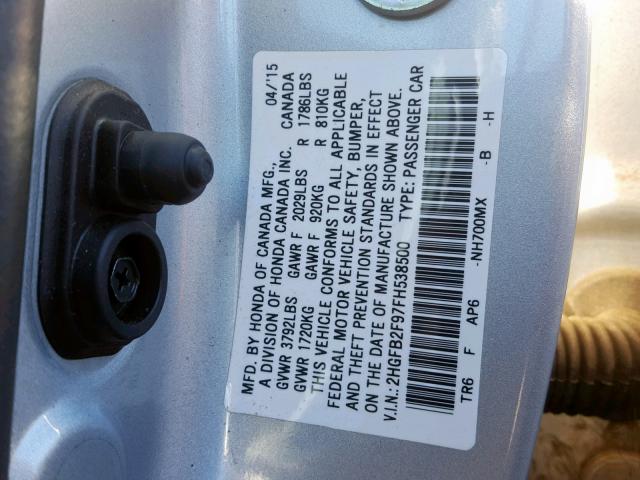 MFD. BY HONDA OF CANADA MFG., 04/'15
A DIVISION OF HONDA CANADA INC. CANADA
GVWR 3792LBS GAWR F 2029LBS R 1786LBS
GVWR 1720KG GAWR F 920KG R 810KG
THIS VEHICLE CONFORMS TO ALL APPLICABLE
FEDERAL MOTOR VEHICLE SAFETY, BUMPER,
AND THEFT PREVENTION STANDARDS IN EFFECT
ON THE DATE OF MANUFACTURE SHOWN ABOVE.
V.I.N.: 2HGFB2F97FH538600 TYPE: PASSENGER CAR
TR6 F AP6 -NH700MX -B -H